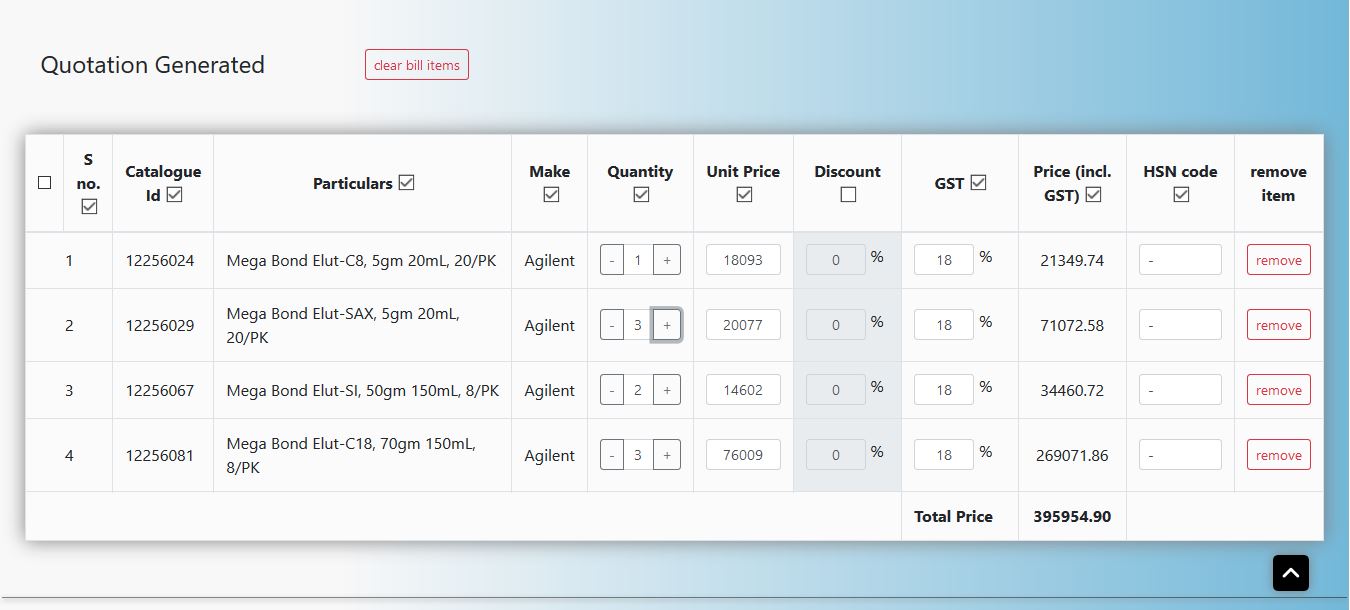 Quotation Generated
clear bill items
S no.
Catalogue Id
Particulars
Make
Quantity
Unit Price
Discount
GST
Price (incl. GST)
HSN code
remove item
1 12256024 Mega Bond Elut-C8, 5gm 20mL, 20/PK Agilent - 1 + 18093 0 % 18 % 21349.74 - remove
2 12256029 Mega Bond Elut-SAX, 5gm 20mL, 20/PK Agilent - 3 + 20077 0 % 18 % 71072.58 - remove
3 12256067 Mega Bond Elut-SI, 50gm 150mL, 8/PK Agilent - 2 + 14602 0 % 18 % 34460.72 - remove
4 12256081 Mega Bond Elut-C18, 70gm 150mL, 8/PK Agilent - 3 + 76009 0 % 18 % 269071.86 - remove
Total Price 395954.90